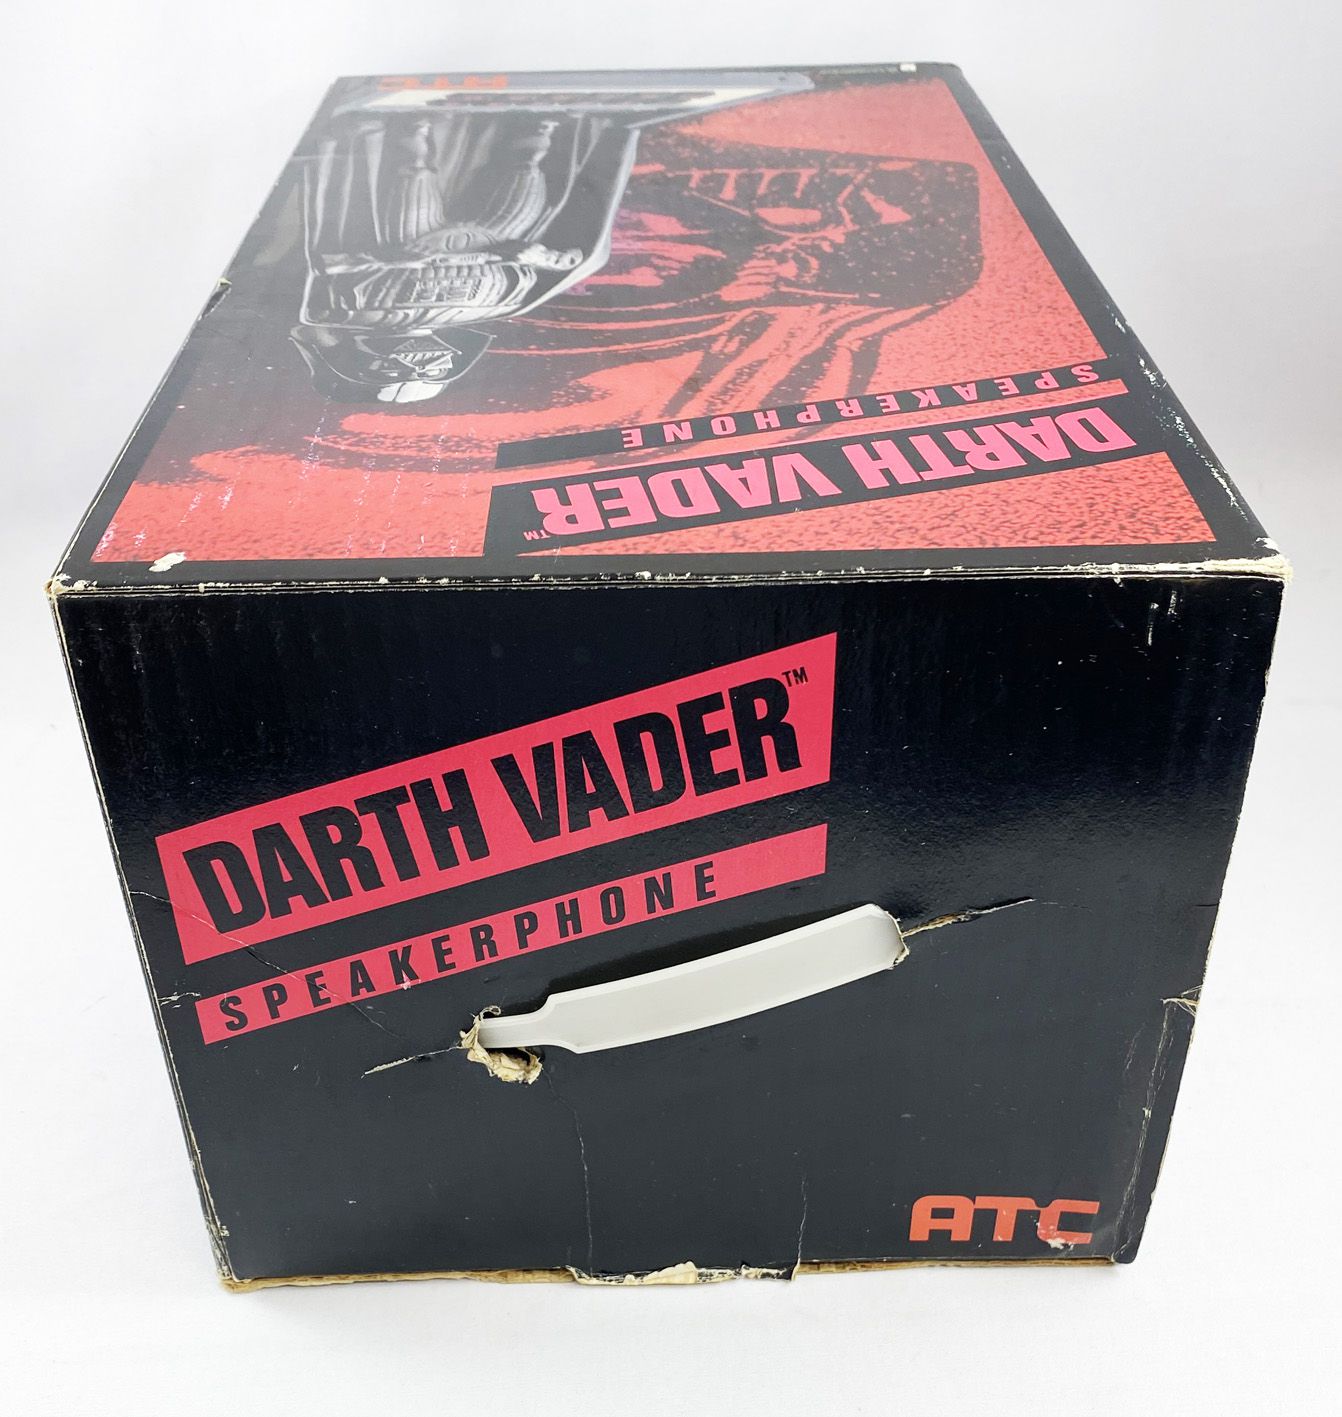 ATC
SPEAKERPHONE
DARTH VADER™
DARTH VADER™
SPEAKERPHONE
ATC